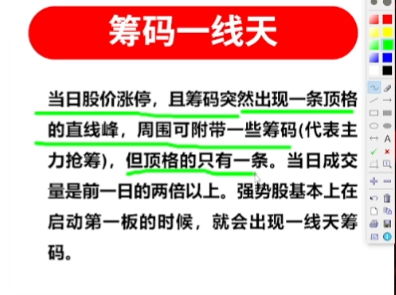 筹码一线天
当日股价涨停，且筹码突然出现一条顶格
的直线峰，周围可附带一些筹码(代表主
力抢筹)，但顶格的只有一条。当日成交
量是前一日的两倍以上。强势股基本上在
启动第一板的时候，就会出现一线天筹
码。